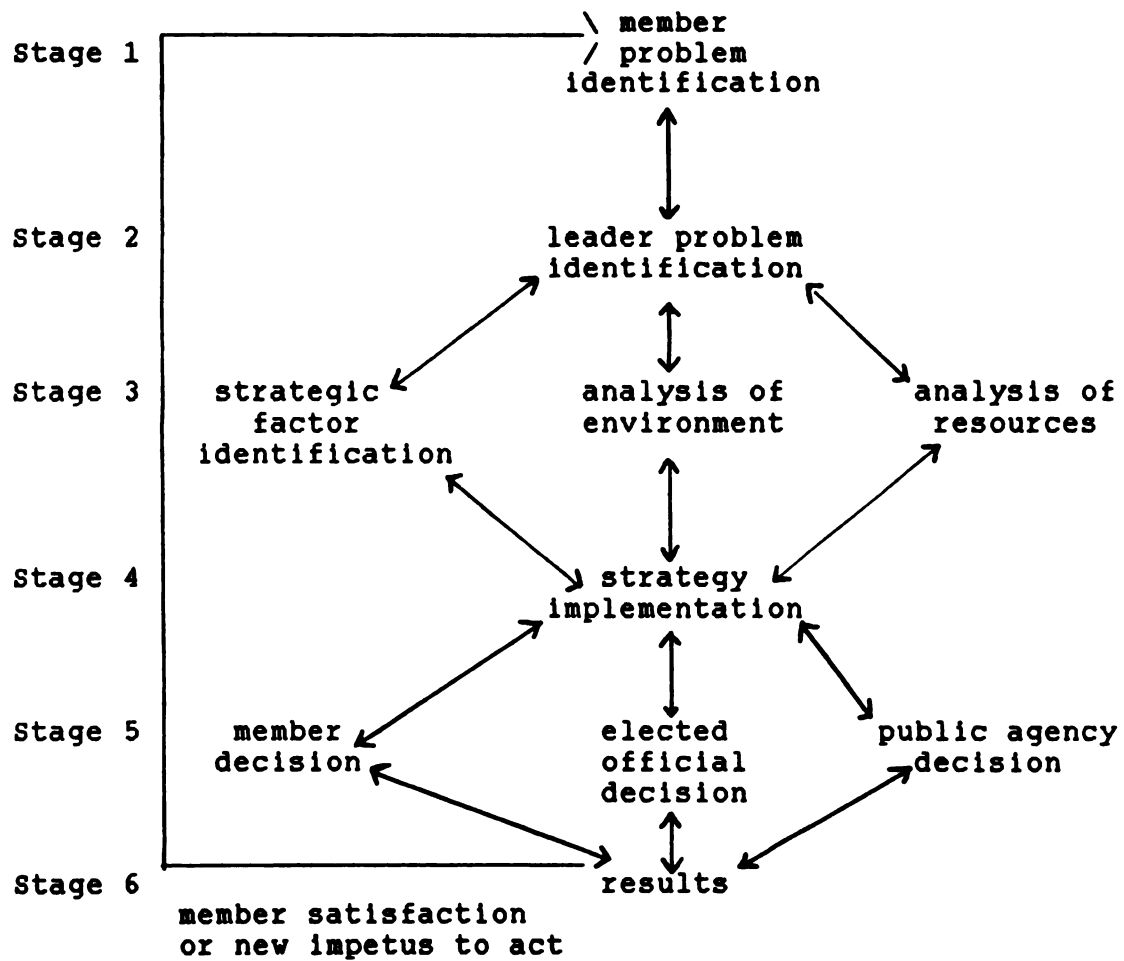 Stage 1
member
problem
identification
Stage 2
leader problem
identification
Stage 3
strategic
factor
identification
analysis of
environment
analysis of
resources
Stage 4
strategy
implementation
Stage 5
member
decision
elected
official
decision
public agency
decision
Stage 6
results
member satisfaction
or new impetus to act